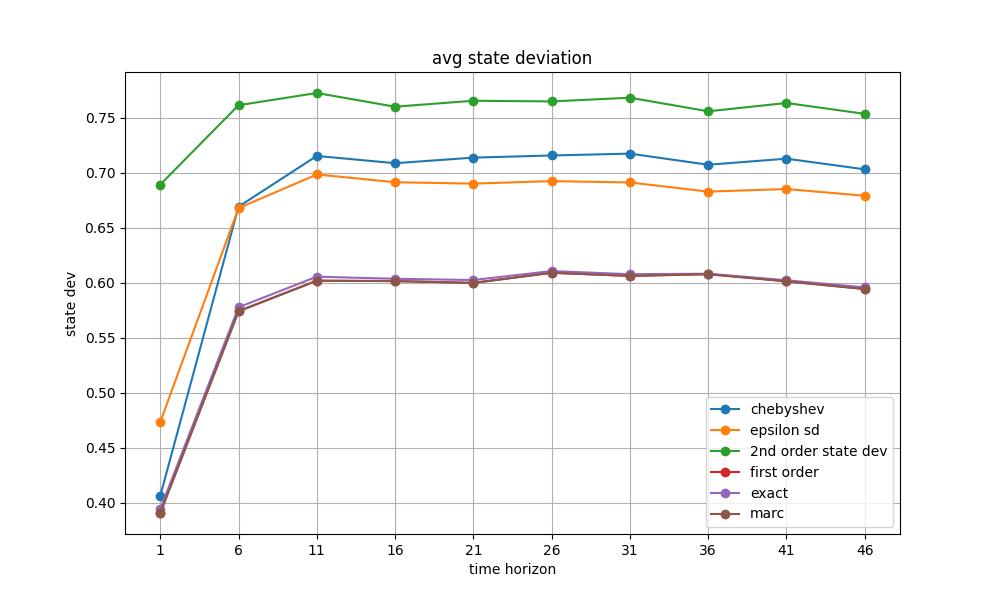 avg state deviation
state dev
0.75
0.70
0.65
0.60
0.55
0.50
0.45
0.40
chebyshev
epsilon sd
2nd order state dev
first order
exact
marc
1 6 11 16 21 26 31 36 41 46
time horizon